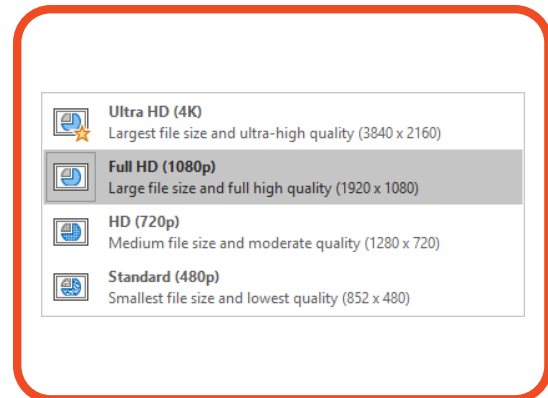 Ultra HD (4K)
Largest file size and ultra-high quality (3840 x 2160)
Full HD (1080p)
Large file size and full high quality (1920 x 1080)
HD (720p)
Medium file size and moderate quality (1280 x 720)
Standard (480p)
Smallest file size and lowest quality (852 x 480)